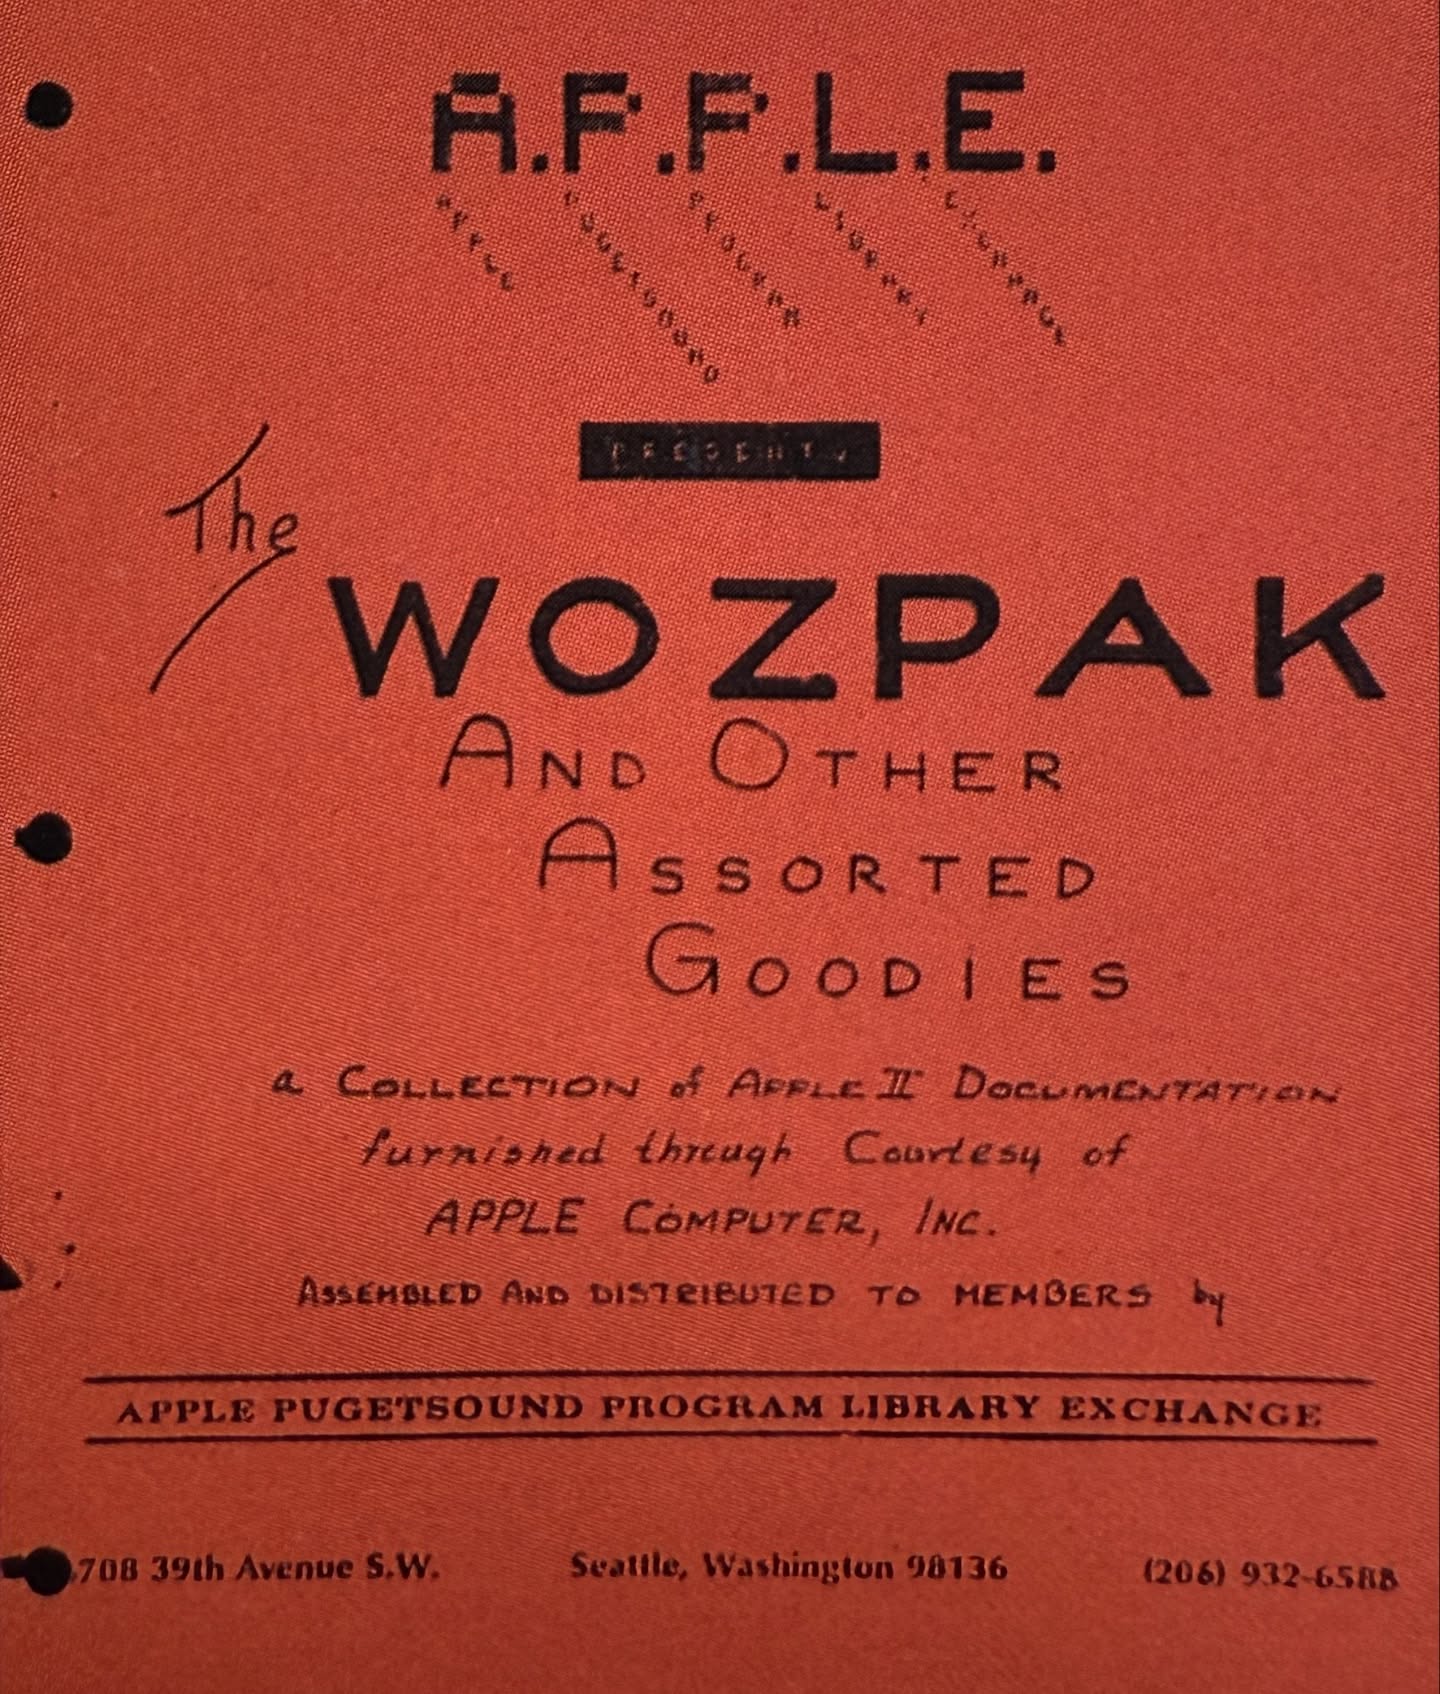 A.P.P.L.E.
APPLE PUGETSOUND PROGRAM LIBRARY EXCHANGE
PRESENTS
The
WOZPAK
AND OTHER
ASSORTED
GOODIES
a COLLECTION of APPLE II DOCUMENTATION
furnished through Courtesy of
APPLE COMPUTER, INC.
ASSEMBLED AND DISTRIBUTED TO MEMBERS by
APPLE PUGETSOUND PROGRAM LIBRARY EXCHANGE
708 39th Avenue S.W. Seattle, Washington 98136 (206) 932-6588